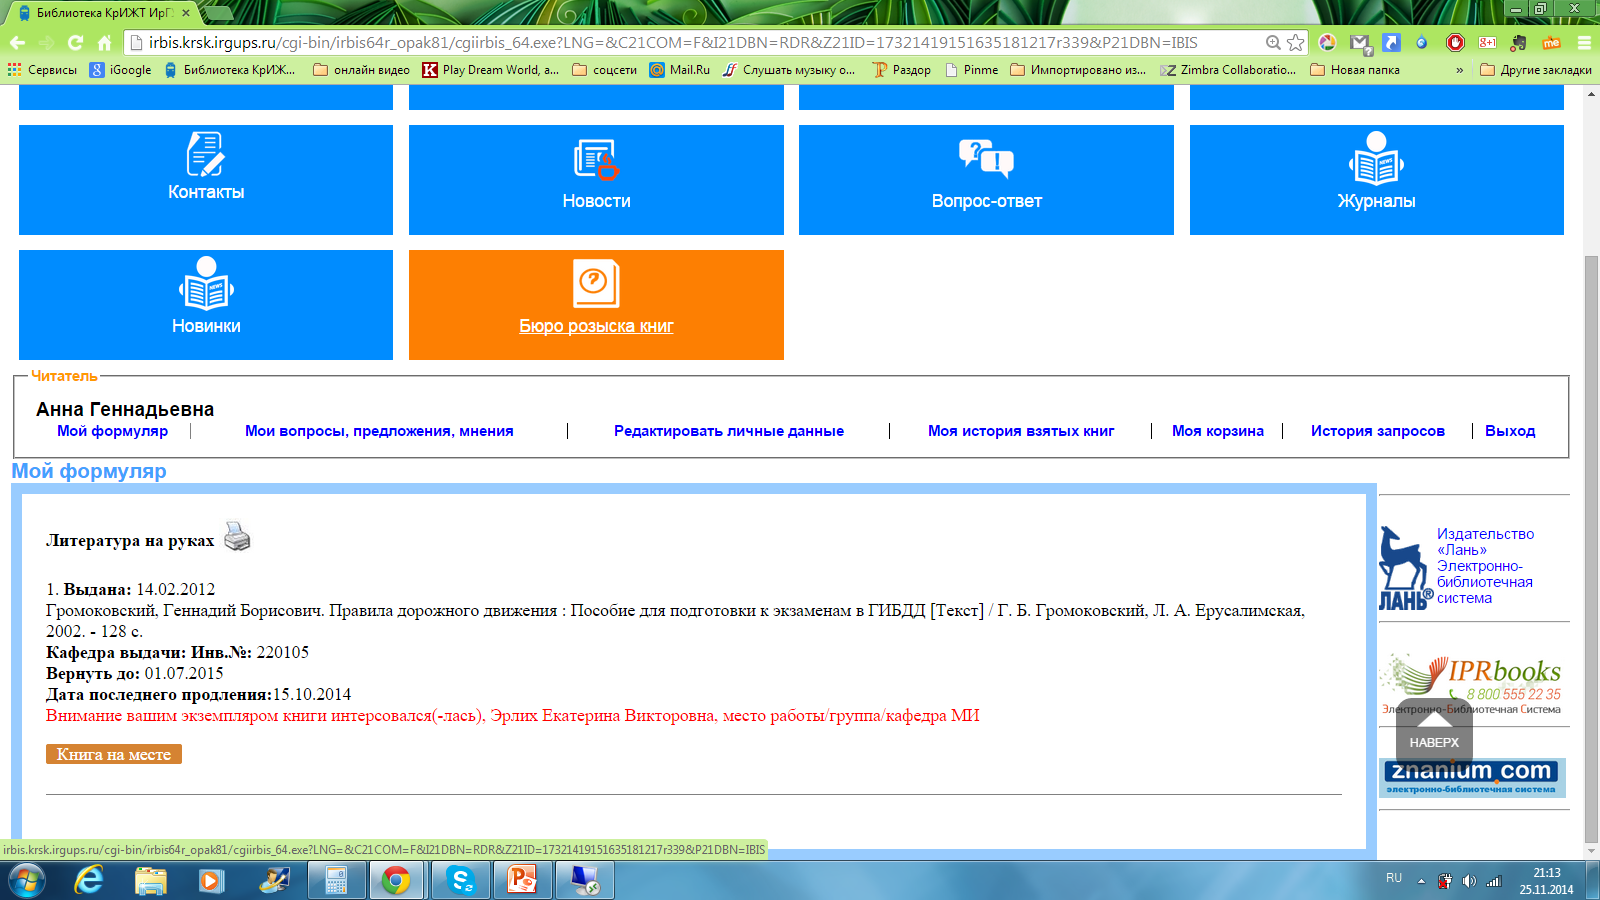 Библиотека КрИЖТ ИрГ
irbis.krsk.irgups.ru/cgi-bin/irbis64r_opak81/cgiirbis_64.exe?LNG=&C21COM=F&I21DBN=RDR&Z21ID=17321419151635181217r339&P21DBN=IBIS
Сервисы iGoogle Библиотека КрИЖ... онлайн видео Play Dream World, a... соцсети Mail.Ru Слушать музыку о... Раздор Pinme Импортировано из... Zimbra Collaboratio... Новая папка » Другие закладки
Контакты
Новости
Вопрос-ответ
Журналы
Новинки
Бюро розыска книг
Читатель
Анна Геннадьевна
Мой формуляр | Мои вопросы, предложения, мнения | Редактировать личные данные | Моя история взятых книг | Моя корзина | История запросов | Выход
Мой формуляр
Литература на руках
1. Выдана: 14.02.2012
Громоковский, Геннадий Борисович. Правила дорожного движения : Пособие для подготовки к экзаменам в ГИБДД [Текст] / Г. Б. Громоковский, Л. А. Ерусалимская,
2002. - 128 с.
Кафедра выдачи: Инв.№: 220105
Вернуть до: 01.07.2015
Дата последнего продления:15.10.2014
Внимание вашим экземпляром книги интерсовался(-лась), Эрлих Екатерина Викторовна, место работы/группа/кафедра МИ
Книга на месте
ЛАНЬ®
Издательство
«Лань»
Электронно-
библиотечная
система
IPRbooks
8 800 555 22 35
Электронно-Библиотечная Система
НАВЕРХ
znanium.com
электронно-библиотечная система
irbis.krsk.irgups.ru/cgi-bin/irbis64r_opak81/cgiirbis_64.exe?LNG=&C21COM=F&I21DBN=RDR&Z21ID=17321419151635181217r339&P21DBN=IBIS
RU
21:13
25.11.2014